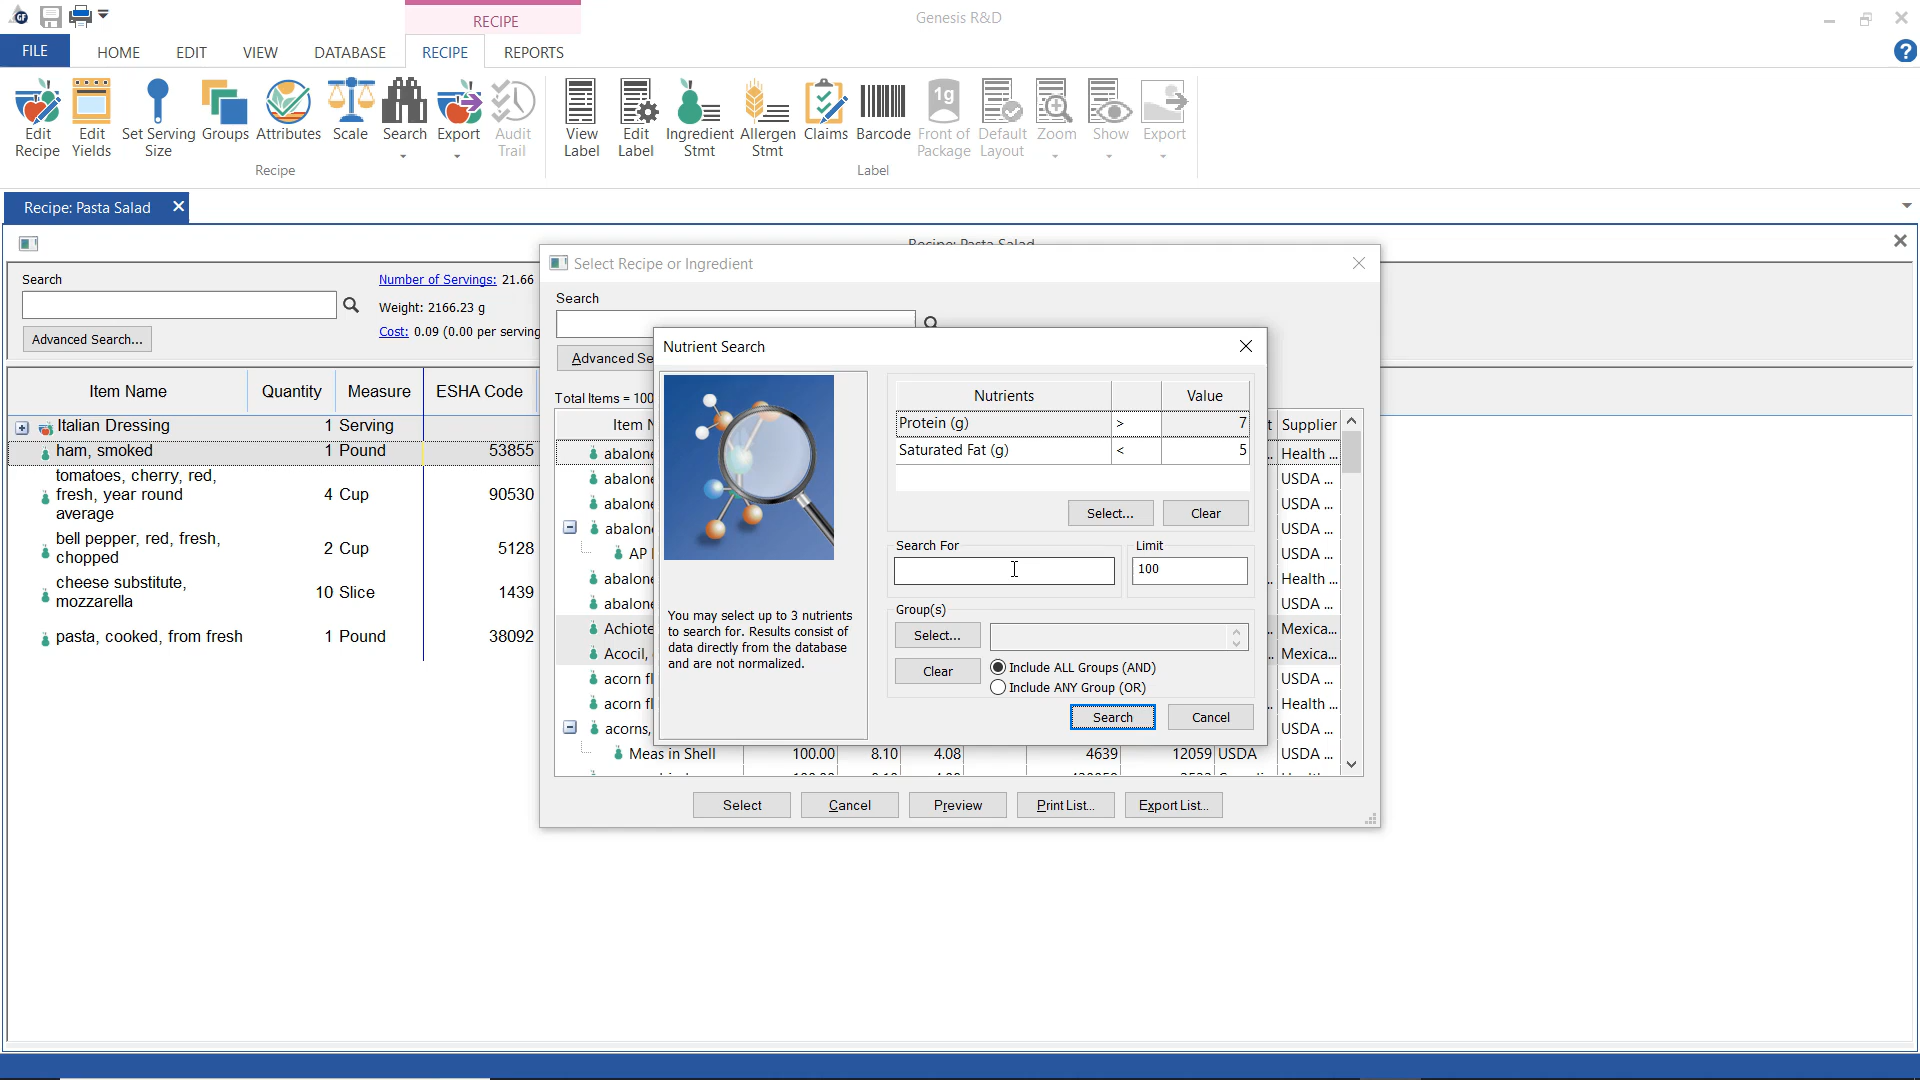 GF
RECIPE
Genesis R&D
FILE
HOME
EDIT
VIEW
DATABASE
RECIPE
REPORTS
?
Edit Recipe
Edit Yields
Set Serving Size
Groups
Attributes
Scale
Search
Export
Audit Trail
View Label
Edit Label
Ingredient Stmt
Allergen Stmt
Claims
Barcode
1g
Front of Package
Default Layout
Zoom
Show
Export
Recipe
Label
Recipe: Pasta Salad
Recipe: Pasta Salad
Search
Advanced Search...
Number of Servings: 21.66
Weight: 2166.23 g
Cost: 0.09 (0.00 per serving
Item Name Quantity Measure ESHA Code
Italian Dressing 1 Serving
ham, smoked 1 Pound 53855
tomatoes, cherry, red,
fresh, year round 4 Cup 90530
average
bell pepper, red, fresh,
chopped 2 Cup 5128
cheese substitute,
mozzarella 10 Slice 1439
pasta, cooked, from fresh 1 Pound 38092
Select Recipe or Ingredient
Search
Advanced Se
Total Items = 100
Item N
t Supplier
abalone Health ...
abalone USDA ...
abalone USDA ...
abalone USDA ...
AP USDA ...
abalone Health ...
abalone USDA ...
Achiote Mexica...
Acocil, Mexica...
acorn fl USDA ...
acorn fl Health ...
acorns, USDA ...
Meas in Shell 100.00 8.10 4.08 4639 12059 USDA USDA ...
Select
Cancel
Preview
Print List...
Export List...
Nutrient Search
You may select up to 3 nutrients
to search for. Results consist of
data directly from the database
and are not normalized.
Nutrients Value
Protein (g) > 7
Saturated Fat (g) < 5
Select...
Clear
Search For
Limit
100
Group(s)
Select...
Clear
Include ALL Groups (AND)
Include ANY Group (OR)
Search
Cancel